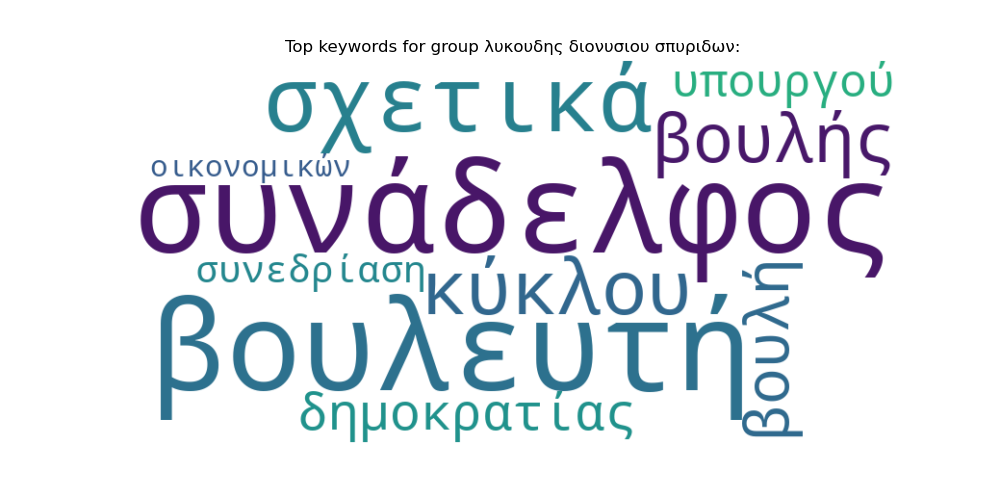 Top keywords for group λυκουδης διονυσιου σπυριδων:
σχετικά
υπουργού
βουλής
οικονομικών
συνάδελφος
συνεδρίαση
κύκλου
βουλή
βουλευτή
δημοκρατίας